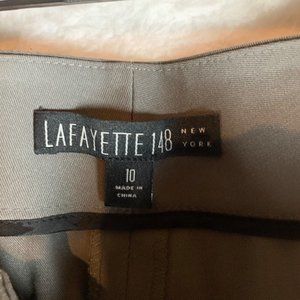 LAFAYETTE 148 NEW YORK
10
MADE IN
CHINA